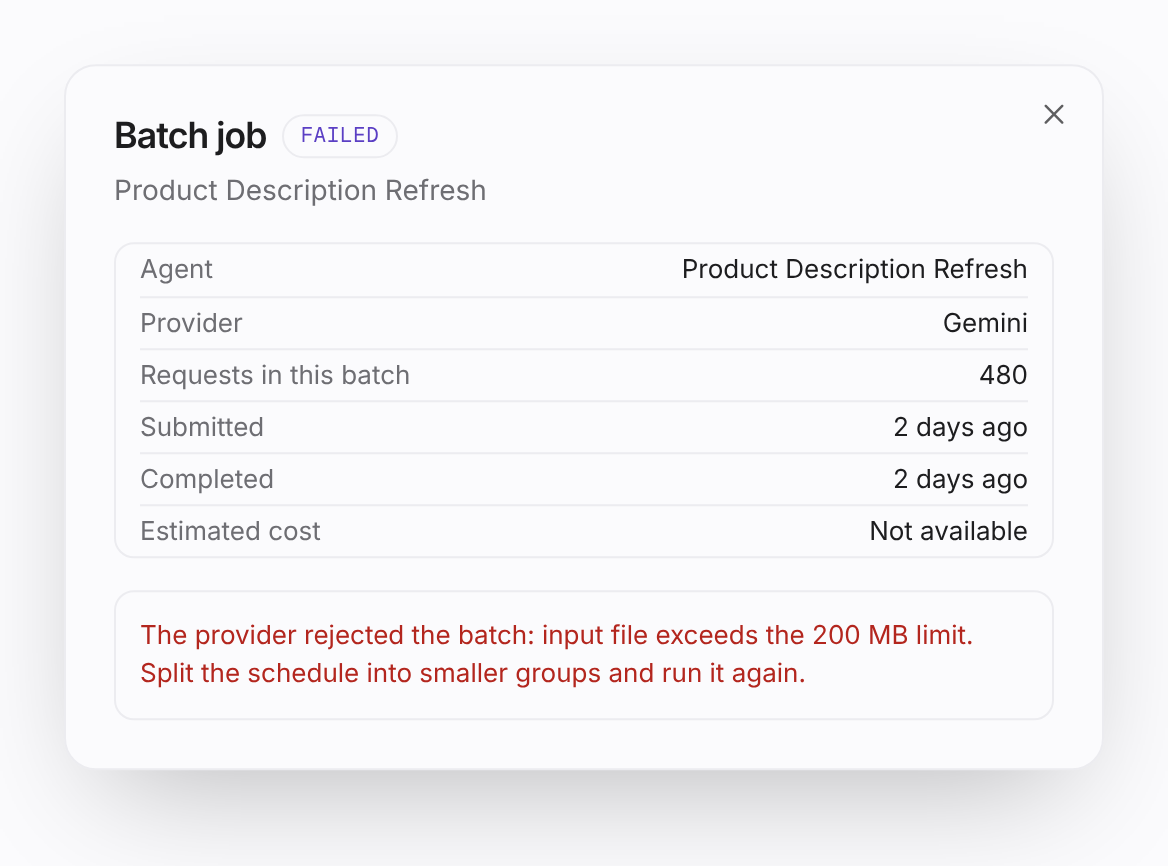 Batch job FAILED
Product Description Refresh
Agent Product Description Refresh
Provider Gemini
Requests in this batch 480
Submitted 2 days ago
Completed 2 days ago
Estimated cost Not available
The provider rejected the batch: input file exceeds the 200 MB limit.
Split the schedule into smaller groups and run it again.